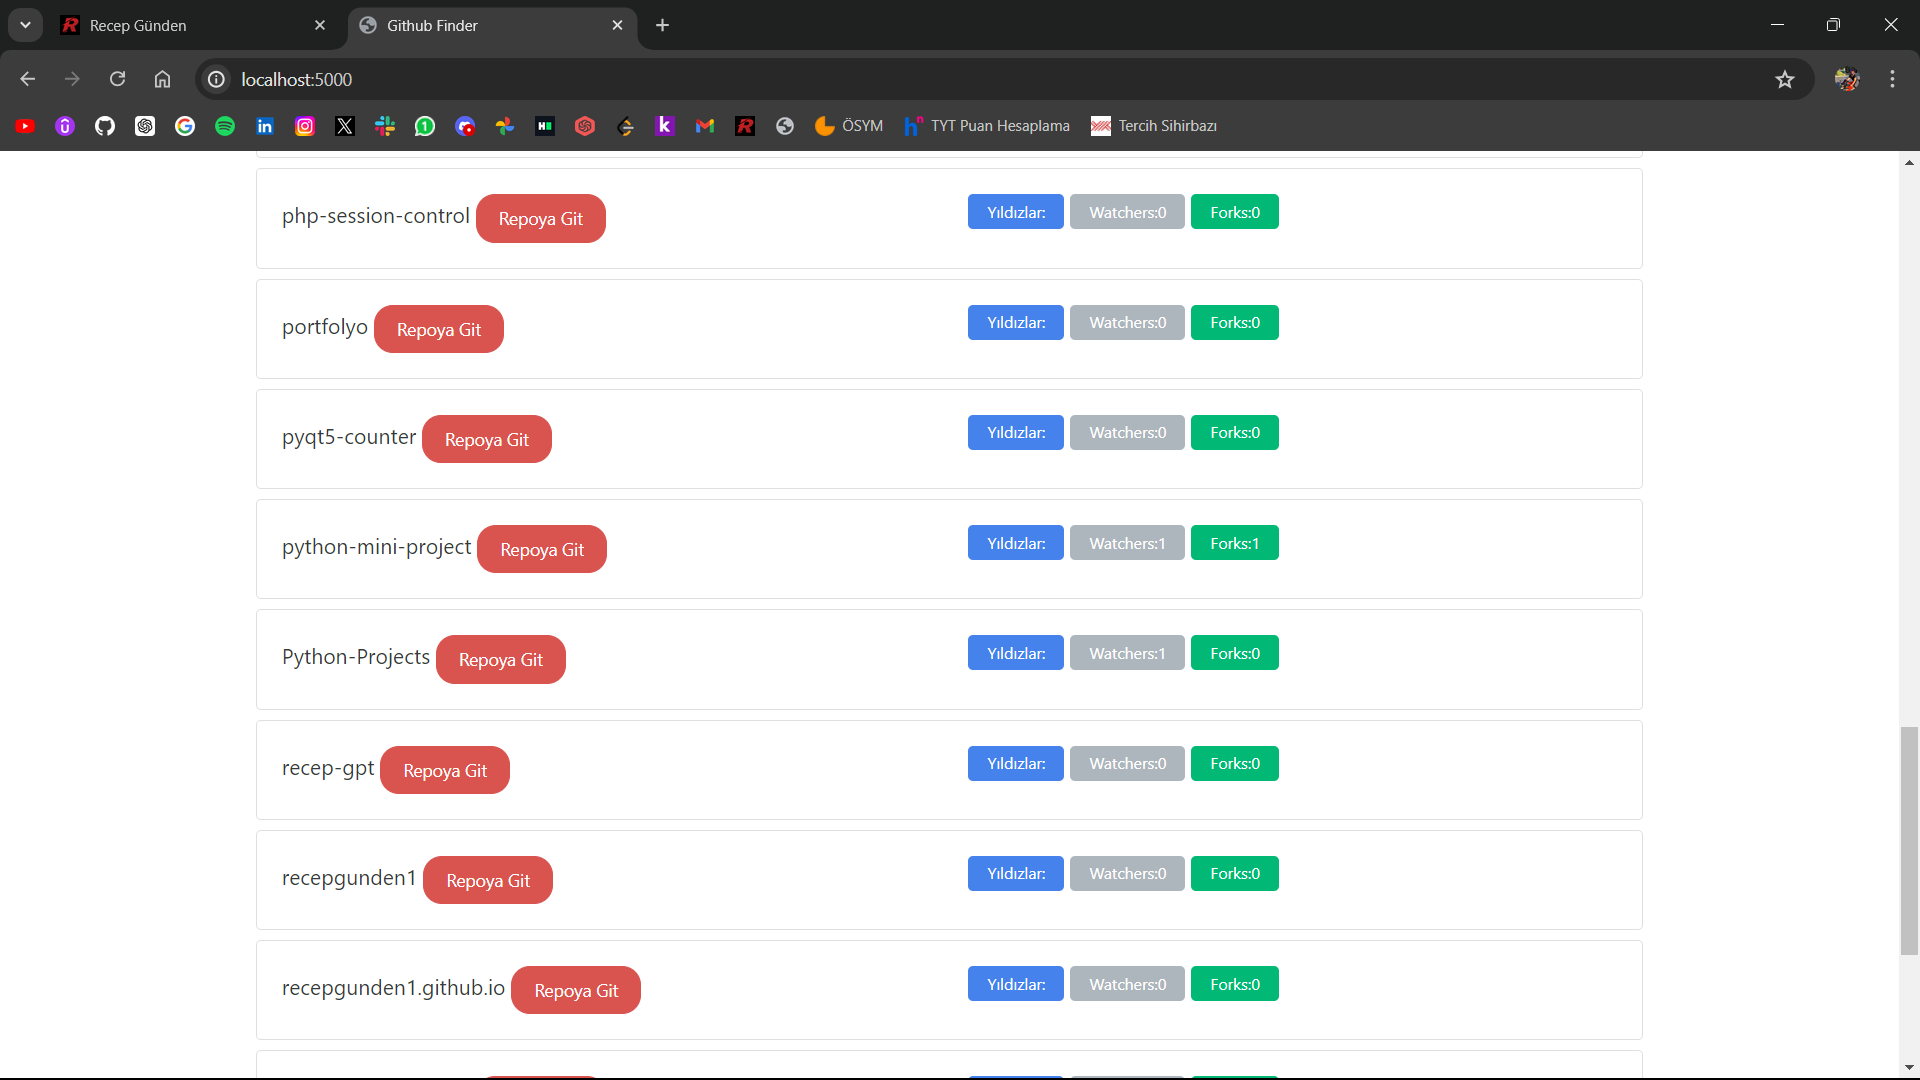 Recep Günden
Github Finder
localhost:5000
ÖSYM
TYT Puan Hesaplama
Tercih Sihirbazı
php-session-control Repoya Git Yıldızlar: Watchers:0 Forks:0
portfolyo Repoya Git Yıldızlar: Watchers:0 Forks:0
pyqt5-counter Repoya Git Yıldızlar: Watchers:0 Forks:0
python-mini-project Repoya Git Yıldızlar: Watchers:1 Forks:1
Python-Projects Repoya Git Yıldızlar: Watchers:1 Forks:0
recep-gpt Repoya Git Yıldızlar: Watchers:0 Forks:0
recepgunden1 Repoya Git Yıldızlar: Watchers:0 Forks:0
recepgunden1.github.io Repoya Git Yıldızlar: Watchers:0 Forks:0